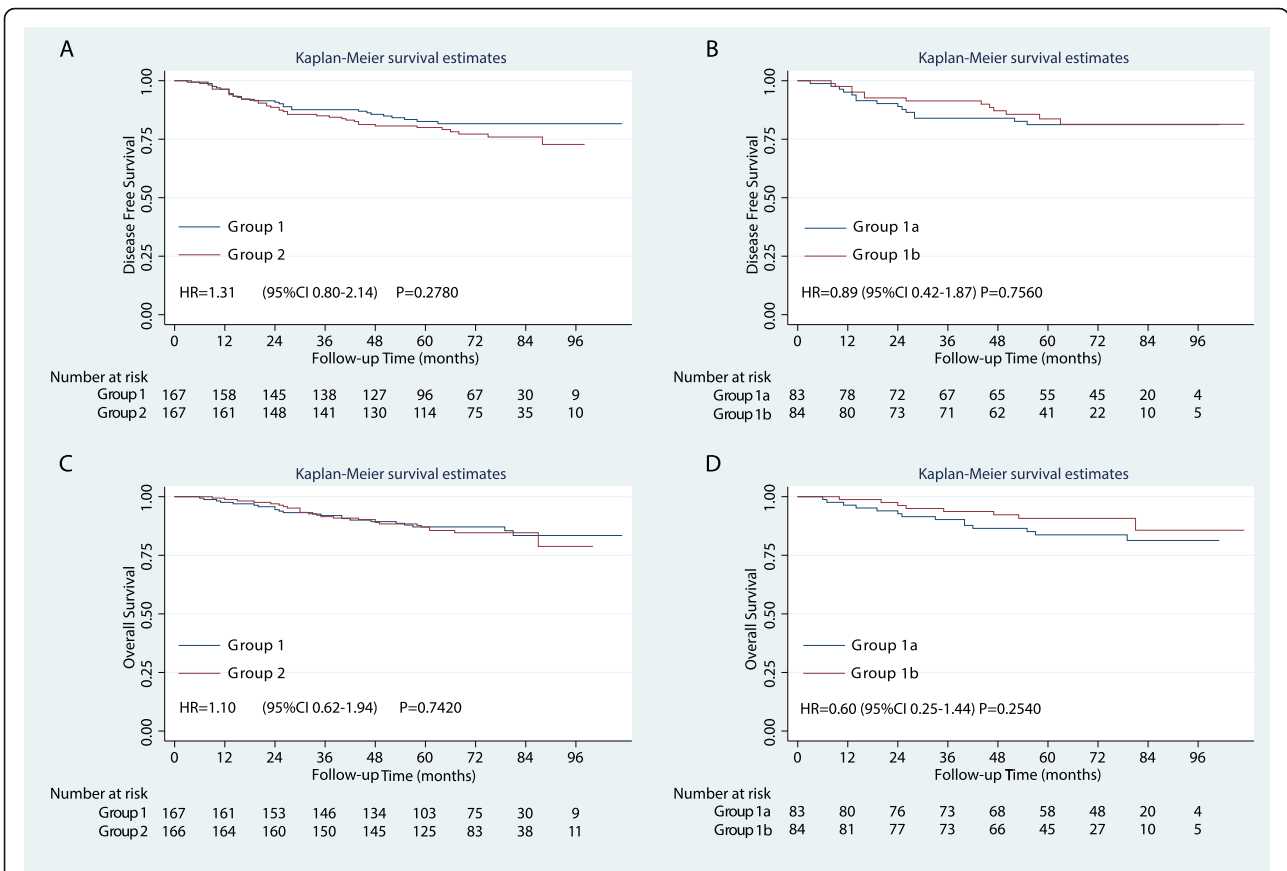 A
Kaplan-Meier survival estimates
Disease Free Survival
1.00
0.75
0.50
0.25
0.00
Group 1
Group 2
HR=1.31 (95%CI 0.80-2.14) P=0.2780
0 12 24 36 48 60 72 84 96
Follow-up Time (months)
Number at risk
Group 1 167 158 145 138 127 96 67 30 9
Group 2 167 161 148 141 130 114 75 35 10
B
Kaplan-Meier survival estimates
Disease Free Survival
1.00
0.75
0.50
0.25
0.00
Group 1a
Group 1b
HR=0.89 (95%CI 0.42-1.87) P=0.7560
0 12 24 36 48 60 72 84 96
Follow-up Time (months)
Number at risk
Group 1a 83 78 72 67 65 55 45 20 4
Group 1b 84 80 73 71 62 41 22 10 5
C
Kaplan-Meier survival estimates
Overall Survival
1.00
0.75
0.50
0.25
0.00
Group 1
Group 2
HR=1.10 (95%CI 0.62-1.94) P=0.7420
0 12 24 36 48 60 72 84 96
Follow-up Time (months)
Number at risk
Group 1 167 161 153 146 134 103 75 30 9
Group 2 166 164 160 150 145 125 83 38 11
D
Kaplan-Meier survival estimates
Overall Survival
1.00
0.75
0.50
0.25
0.00
Group 1a
Group 1b
HR=0.60 (95%CI 0.25-1.44) P=0.2540
0 12 24 36 48 60 72 84 96
Follow-up Time (months)
Number at risk
Group 1a 83 80 76 73 68 58 48 20 4
Group 1b 84 81 77 73 66 45 27 10 5